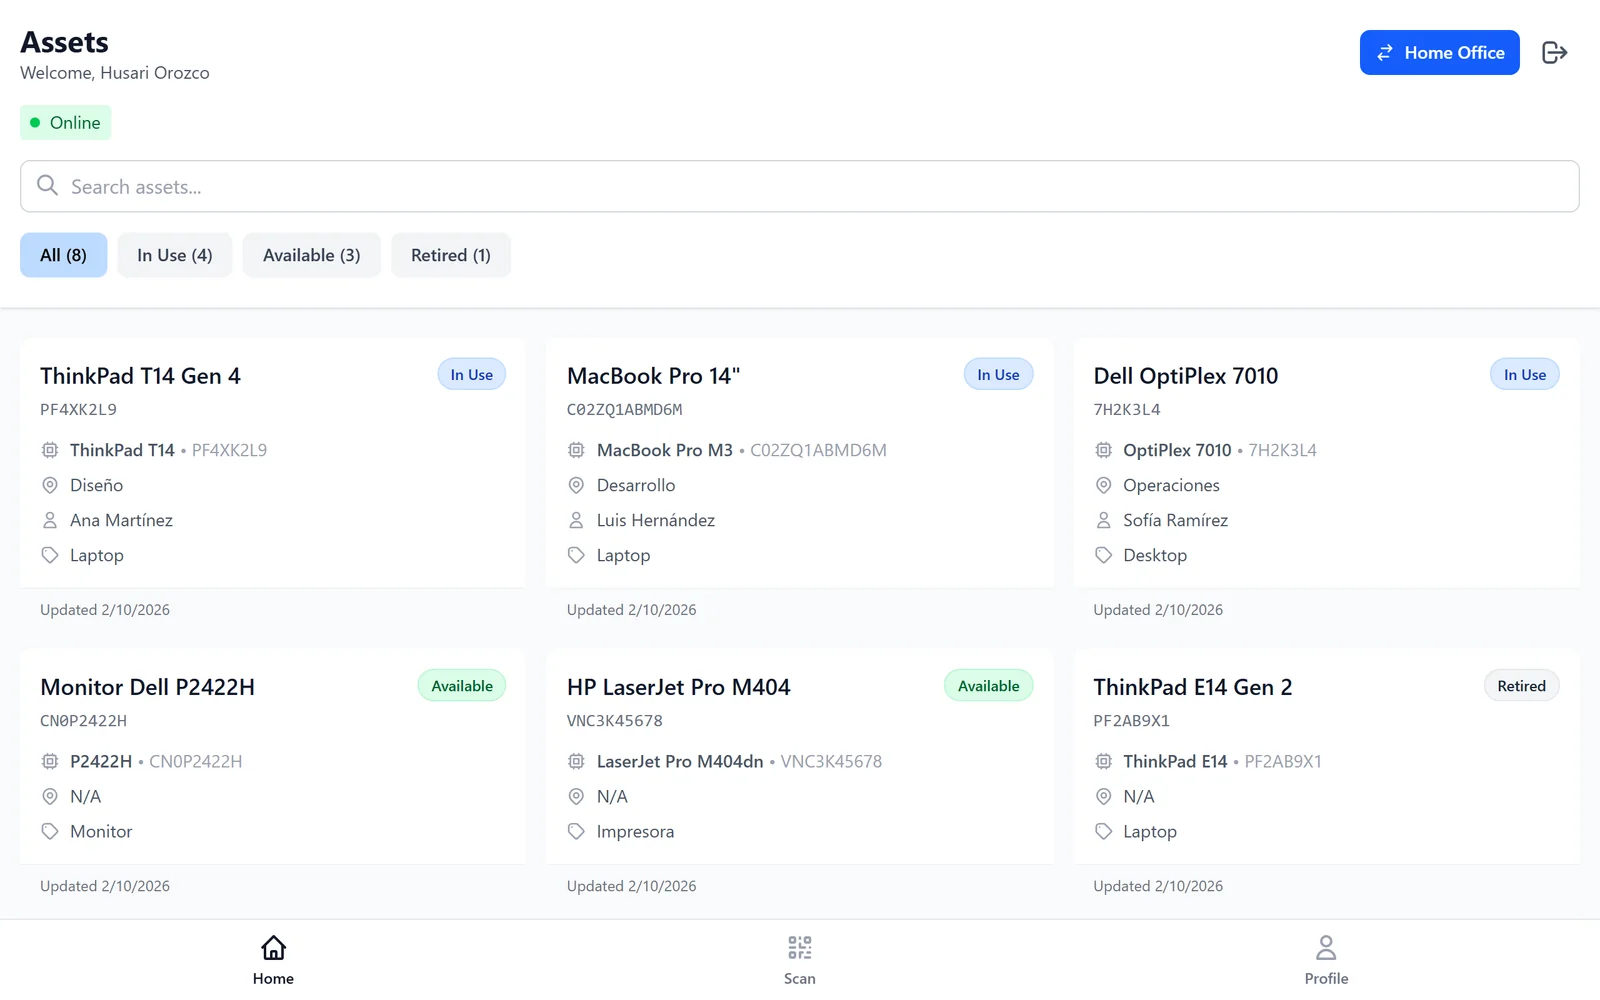 Assets
Welcome, Husari Orozco
Home Office
Online
Search assets...
All (8)
In Use (4)
Available (3)
Retired (1)
ThinkPad T14 Gen 4
In Use
PF4XK2L9
ThinkPad T14 • PF4XK2L9
Diseño
Ana Martínez
Laptop
Updated 2/10/2026
MacBook Pro 14"
In Use
C02ZQ1ABMD6M
MacBook Pro M3 • C02ZQ1ABMD6M
Desarrollo
Luis Hernández
Laptop
Updated 2/10/2026
Dell OptiPlex 7010
In Use
7H2K3L4
OptiPlex 7010 • 7H2K3L4
Operaciones
Sofía Ramírez
Desktop
Updated 2/10/2026
Monitor Dell P2422H
Available
CN0P2422H
P2422H • CN0P2422H
N/A
Monitor
Updated 2/10/2026
HP LaserJet Pro M404
Available
VNC3K45678
LaserJet Pro M404dn • VNC3K45678
N/A
Impresora
Updated 2/10/2026
ThinkPad E14 Gen 2
Retired
PF2AB9X1
ThinkPad E14 • PF2AB9X1
N/A
Laptop
Updated 2/10/2026
Home
Scan
Profile